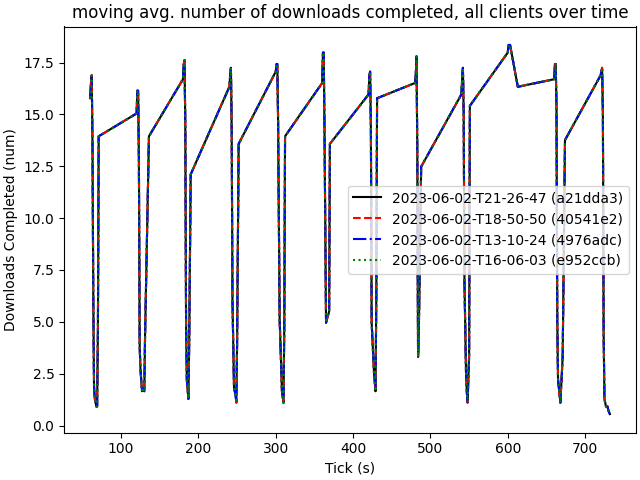 moving avg. number of downloads completed, all clients over time
Downloads Completed (num)
17.5
15.0
12.5
10.0
7.5
5.0
2.5
0.0
2023-06-02-T21-26-47 (a21dda3)
2023-06-02-T18-50-50 (40541e2)
2023-06-02-T13-10-24 (4976adc)
2023-06-02-T16-06-03 (e952ccb)
100 200 300 400 500 600 700
Tick (s)